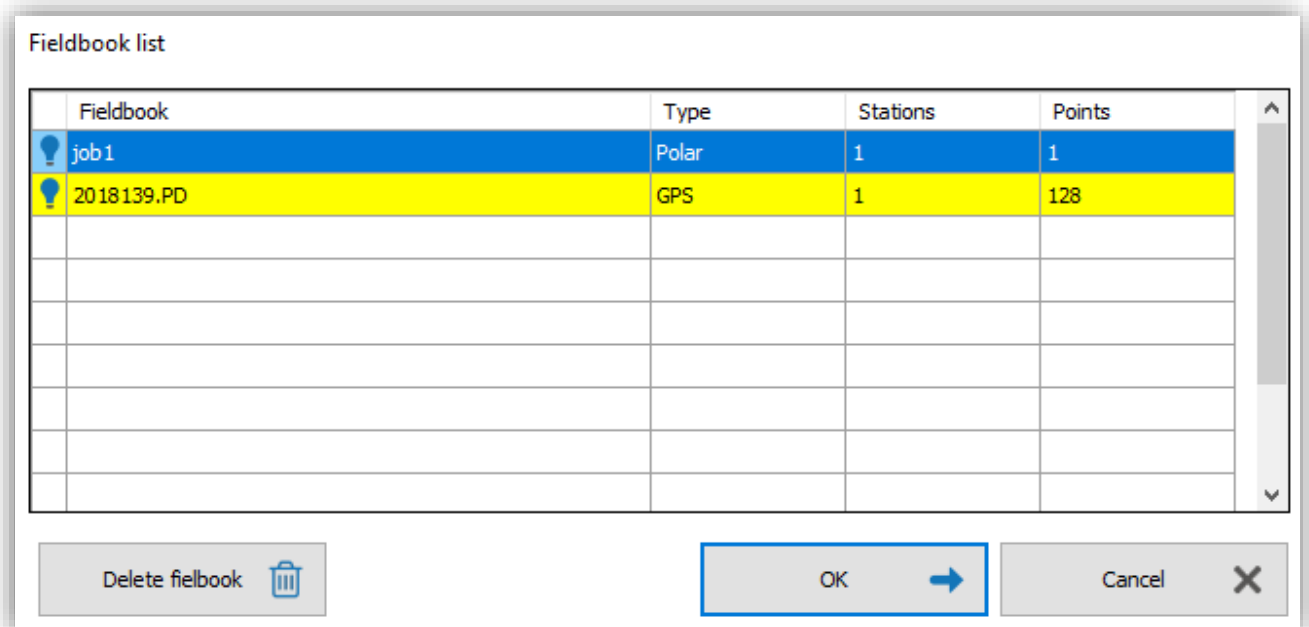 Fieldbook list
Fieldbook Type Stations Points
job1 Polar 1 1
2018139.PD GPS 1 128
Delete fielbook OK Cancel